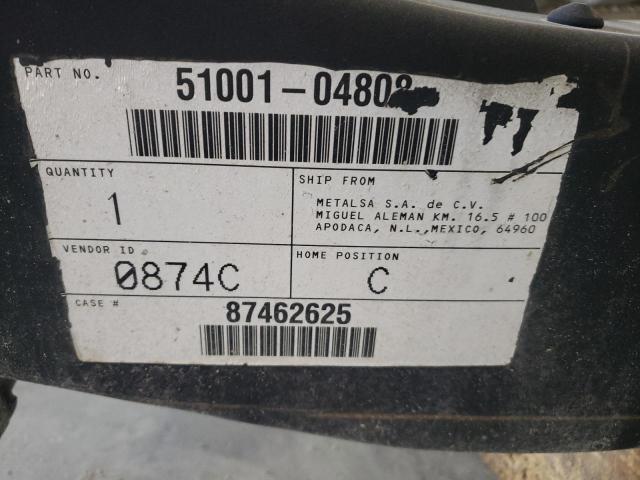 PART NO. 51001-04808
QUANTITY
1
SHIP FROM
METALSA S.A. de C.V.
MIGUEL ALEMAN KM. 16.5 # 100
APODACA, N.L.,MEXICO, 64960
VENDOR ID
0874C
HOME POSITION
C
CASE #
87462625